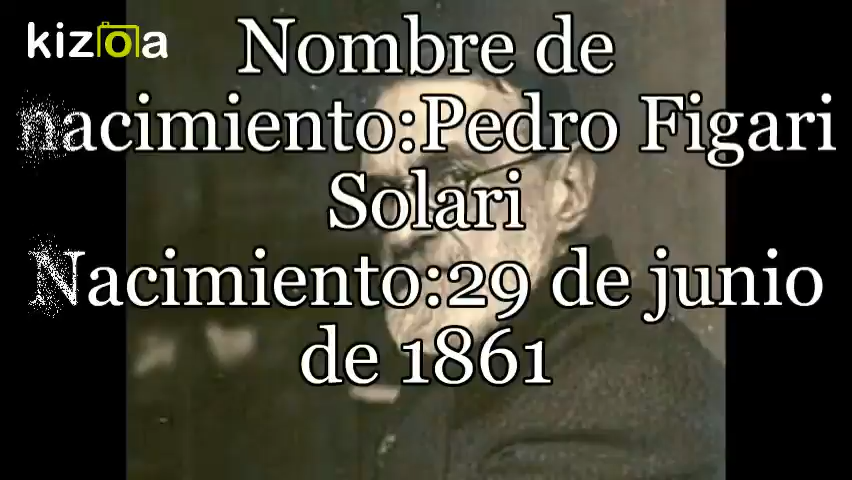 kizoa
Nombre de
nacimiento:Pedro Figari
Solari
Nacimiento:29 de junio
de 1861